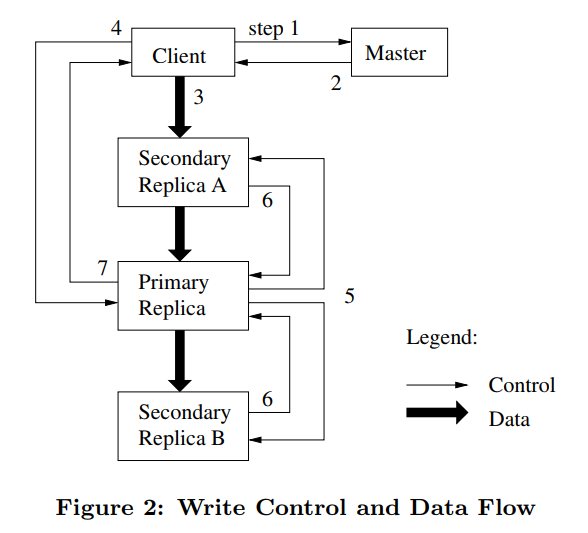 4
step 1
Client
Master
2
3
Secondary
Replica A
6
7
Primary
Replica
5
Legend:
Control
6
Secondary
Replica B
Data
Figure 2: Write Control and Data Flow